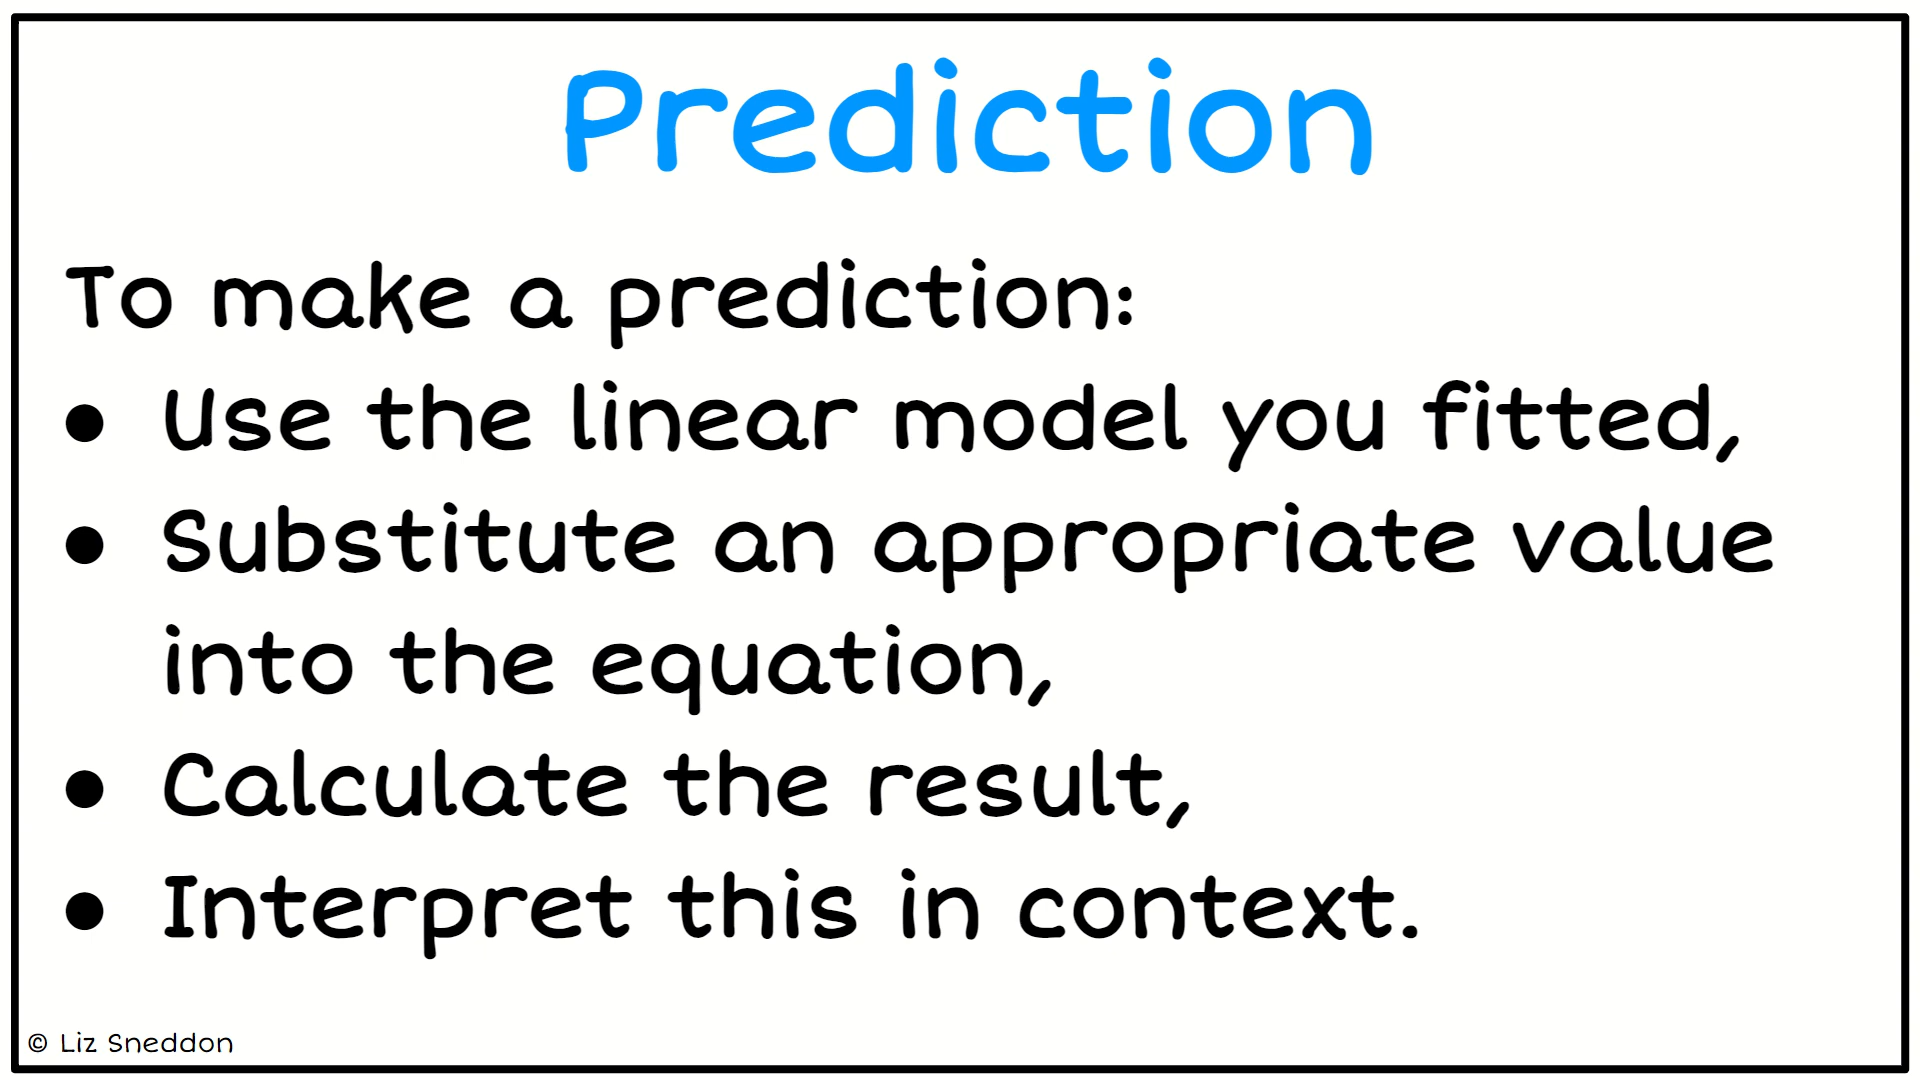 Prediction
To make a prediction:
● Use the linear model you fitted,
● Substitute an appropriate value
into the equation,
● Calculate the result,
● Interpret this in context.
© Liz Sneddon